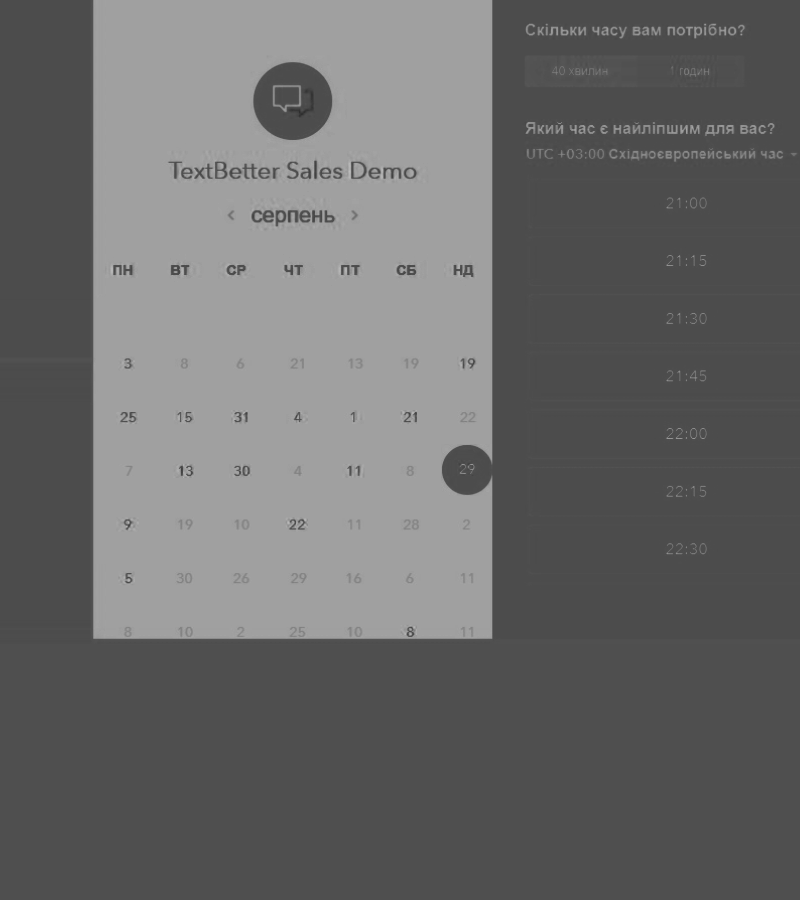 TextBetter Sales Demo
серпень
ПН ВТ СР ЧТ ПТ СБ НД
3 8 6 21 13 19 19
25 15 31 4 1 21 22
7 13 30 4 11 8 29
9 19 10 22 11 28 2
5 30 26 29 16 6 11
8 10 2 25 10 8 11
Скільки часу вам потрібно?
40 хвилин 1 годин
Який час є найліпшим для вас?
UTC +03:00 Східноєвропейський час
21:00
21:15
21:30
21:45
22:00
22:15
22:30